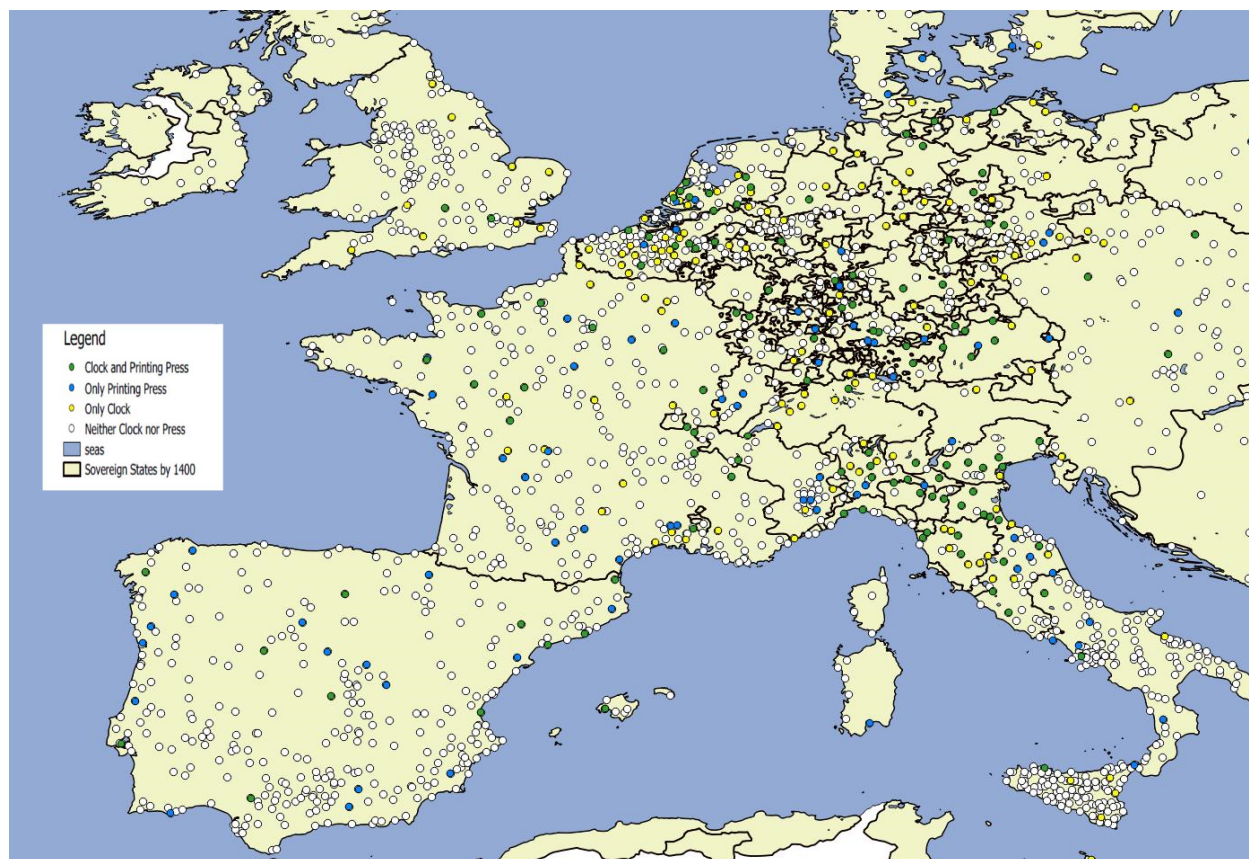 Legend
Clock and Printing Press
Only Printing Press
Only Clock
Neither Clock nor Press
seas
Sovereign States by 1400